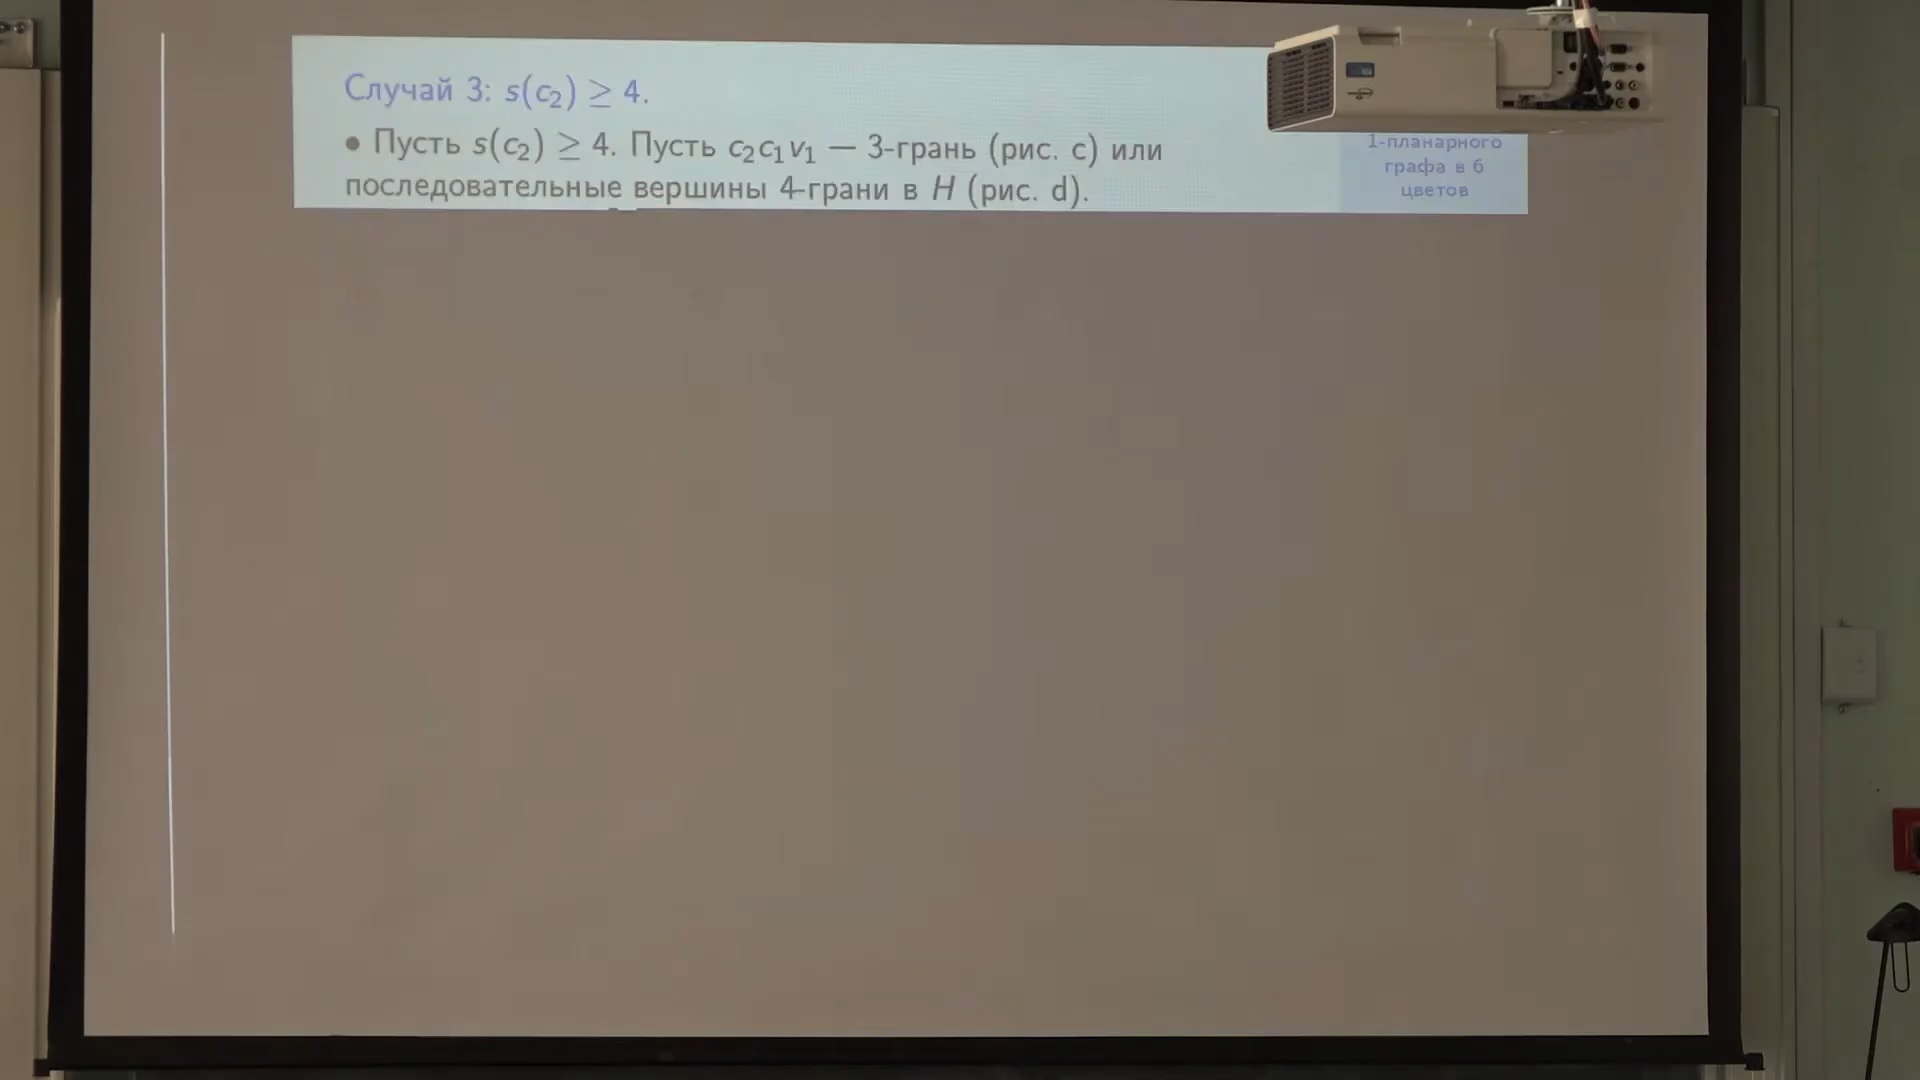 Случай 3: s(c₂) ≥ 4.
• Пусть s(c₂) ≥ 4. Пусть c₂c₁v₁ — 3-грань (рис. c) или
последовательные вершины 4-грани в H (рис. d).
1-планарного
графа в 6
цветов